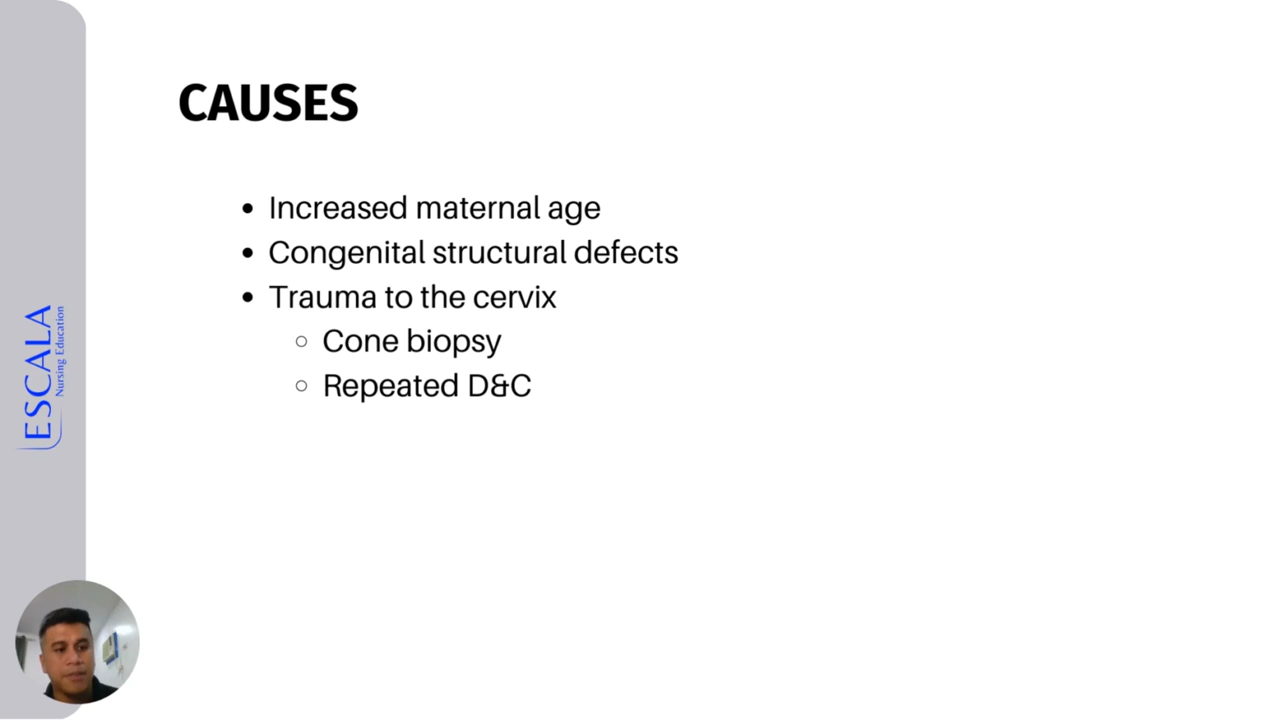 CAUSES
• Increased maternal age
• Congenital structural defects
• Trauma to the cervix
○ Cone biopsy
○ Repeated D&C
ESCALA
Nursing Education